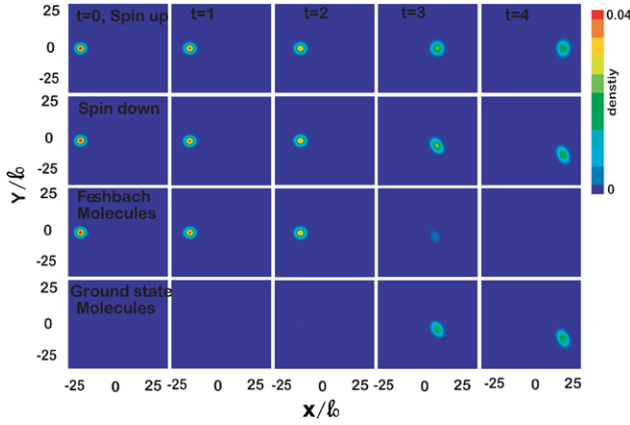 25 t=0, Spin up t=1 t=2 t=3 t=4 0.04
0
-25
25 Spin down
0
-25
denstiy
0
Y/ℓ₀
25 Feshbach
0 Molecules
-25
25 Ground state
0 Molecules
-25
-25 0 25 -25 0 25 -25 0 25 -25 0 25 -25 0 25
X/ℓ₀